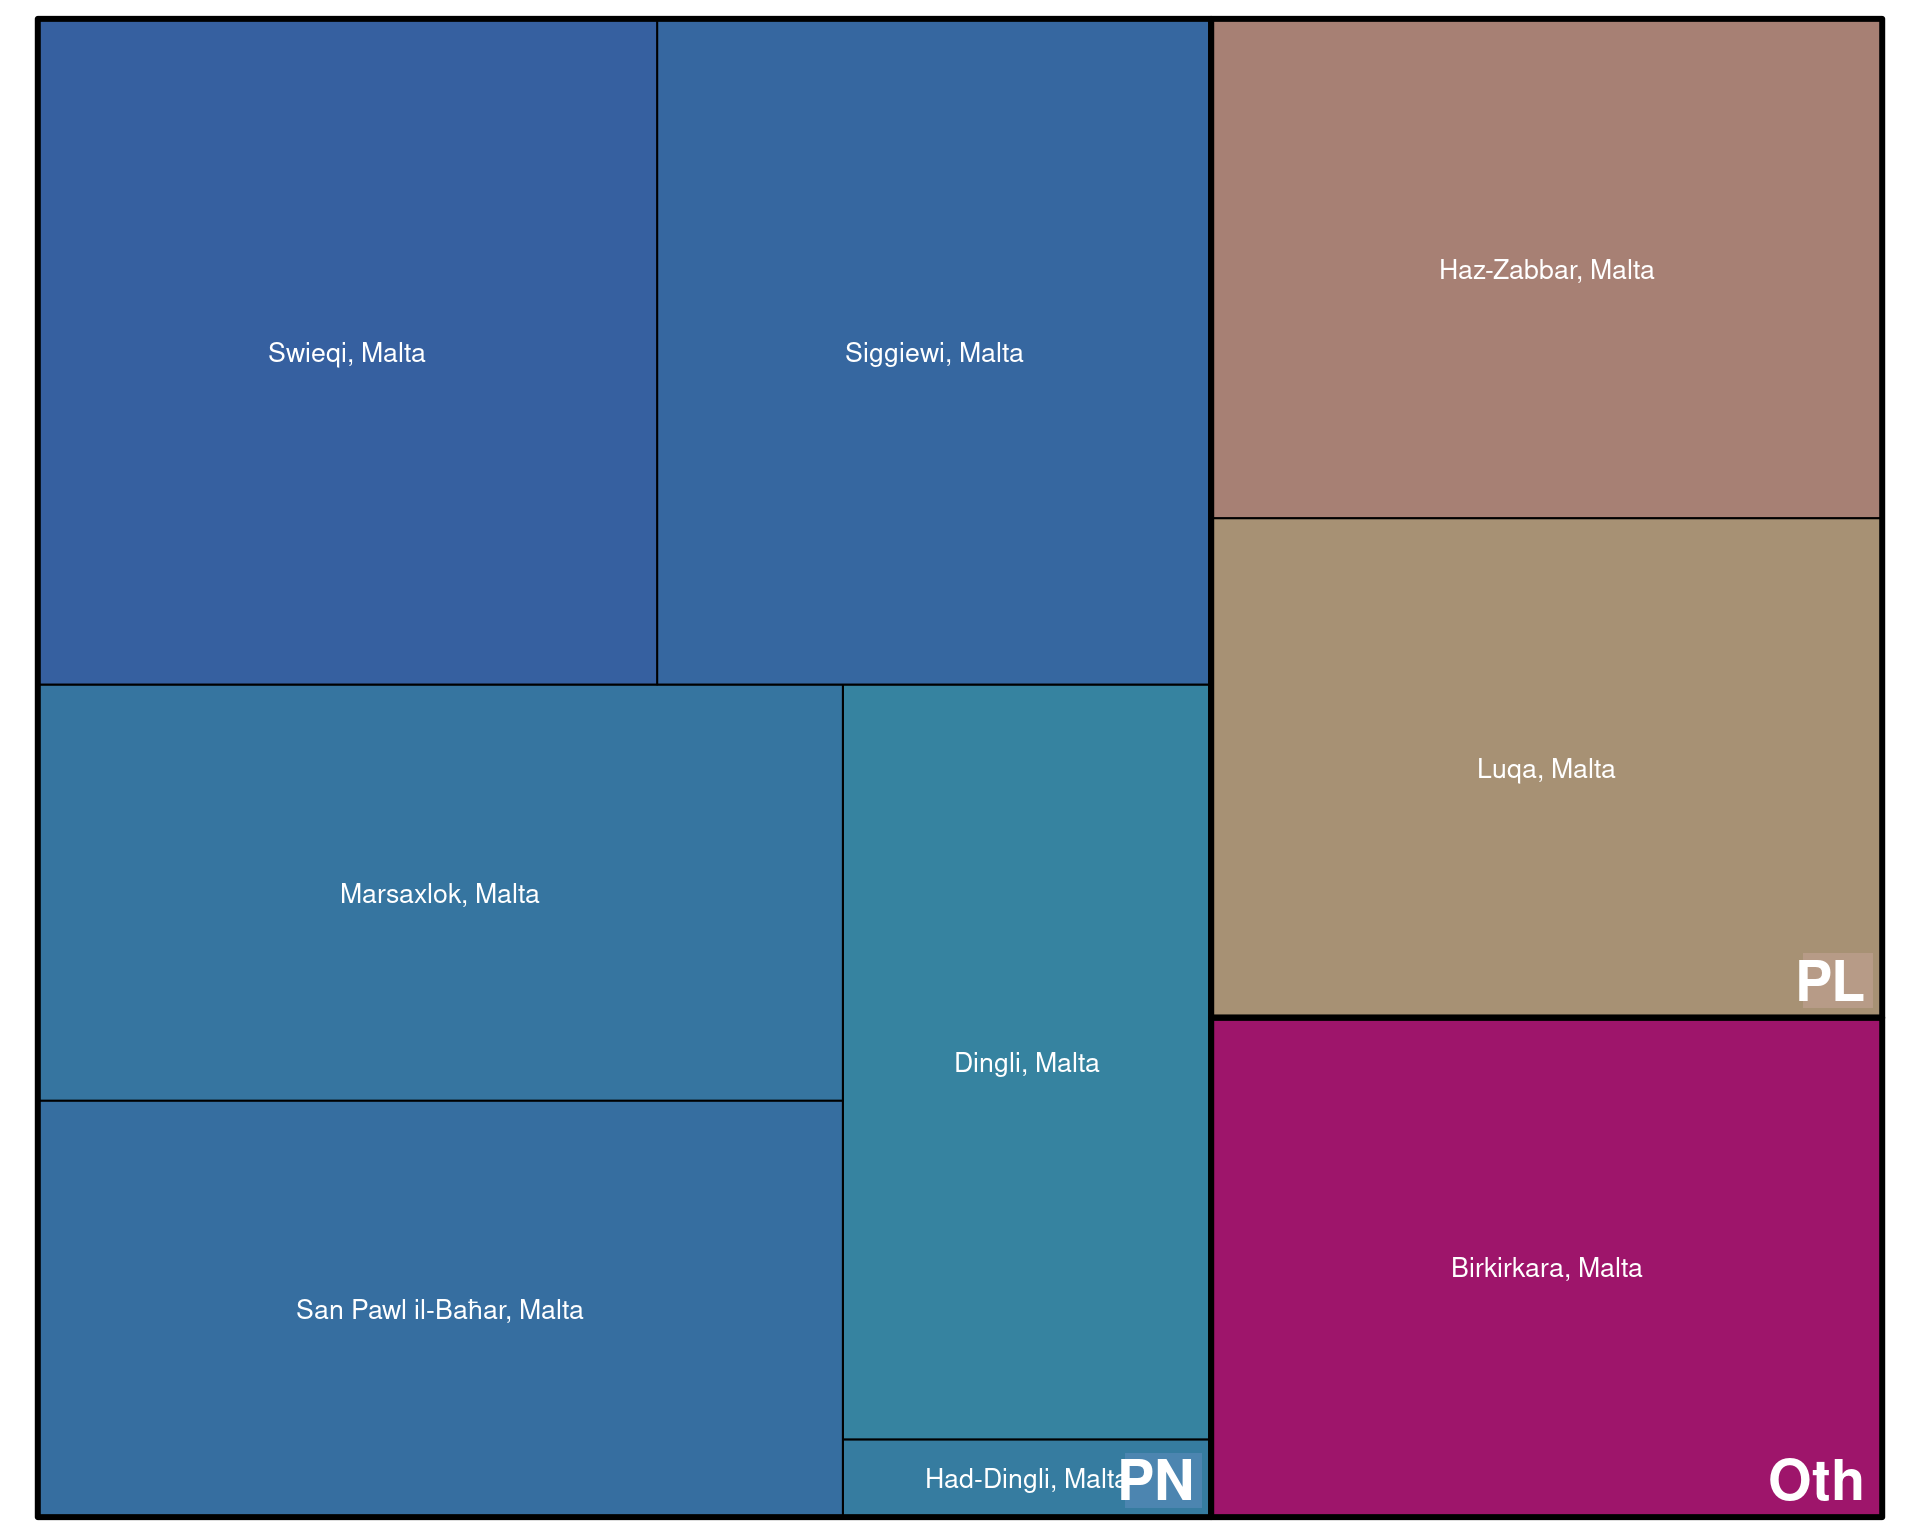 Haz-Zabbar, Malta
Swieqi, Malta
Siggiewi, Malta
Luqa, Malta
Marsaxlok, Malta
PL
Dingli, Malta
Birkirkara, Malta
San Pawl il-Baħar, Malta
Had-Dingli, Malta
PN
Oth